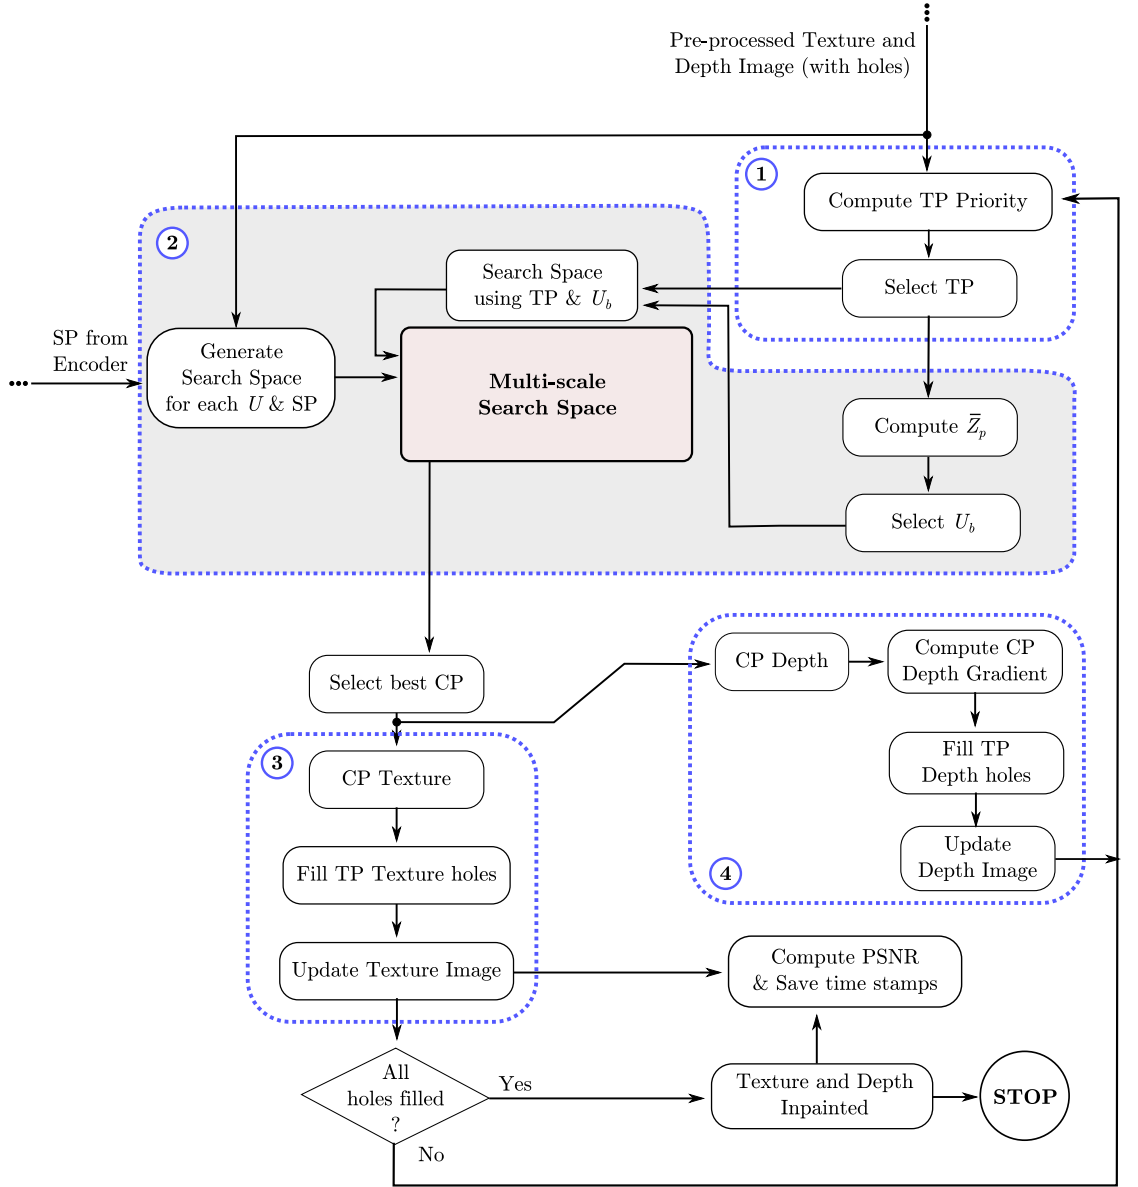 Pre-processed Texture and
Depth Image (with holes)
1
Compute TP Priority
Select TP
2
Search Space
using TP & U_b
SP from
Encoder
Generate
Search Space
for each U & SP
Multi-scale
Search Space
Compute Z̄_p
Select U_b
Select best CP
CP Depth
Compute CP
Depth Gradient
Fill TP
Depth holes
Update
Depth Image
4
3
CP Texture
Fill TP Texture holes
Update Texture Image
Compute PSNR
& Save time stamps
All
holes filled
?
Yes
No
Texture and Depth
Inpainted
STOP